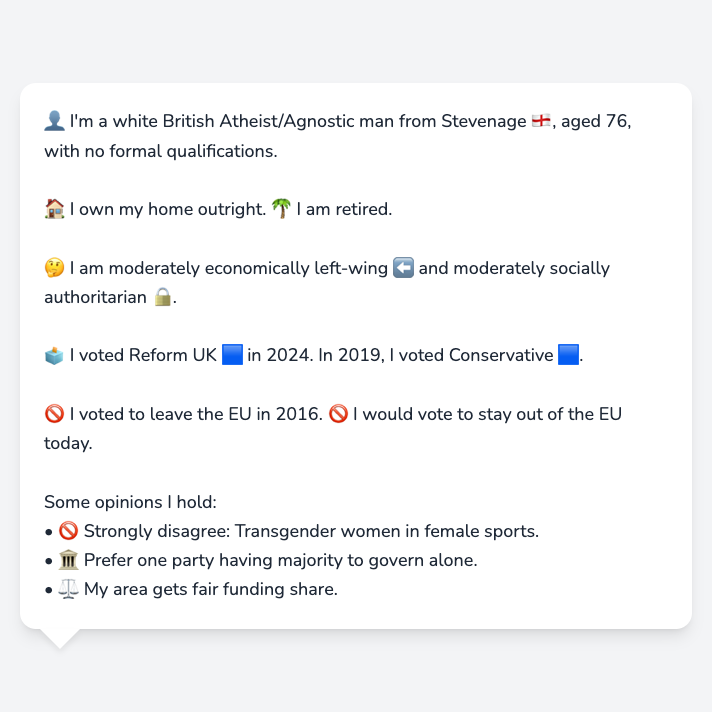 👤 I'm a white British Atheist/Agnostic man from Stevenage 🏴󠁧󠁢󠁥󠁮󠁧󠁿, aged 76,
with no formal qualifications.
🏠 I own my home outright. 🌴 I am retired.
🤔 I am moderately economically left-wing ⬅️ and moderately socially
authoritarian 🔒.
🗳️ I voted Reform UK 🟦 in 2024. In 2019, I voted Conservative 🟦.
🚫 I voted to leave the EU in 2016. 🚫 I would vote to stay out of the EU
today.
Some opinions I hold:
• 🚫 Strongly disagree: Transgender women in female sports.
• 🏛️ Prefer one party having majority to govern alone.
• ⚖️ My area gets fair funding share.